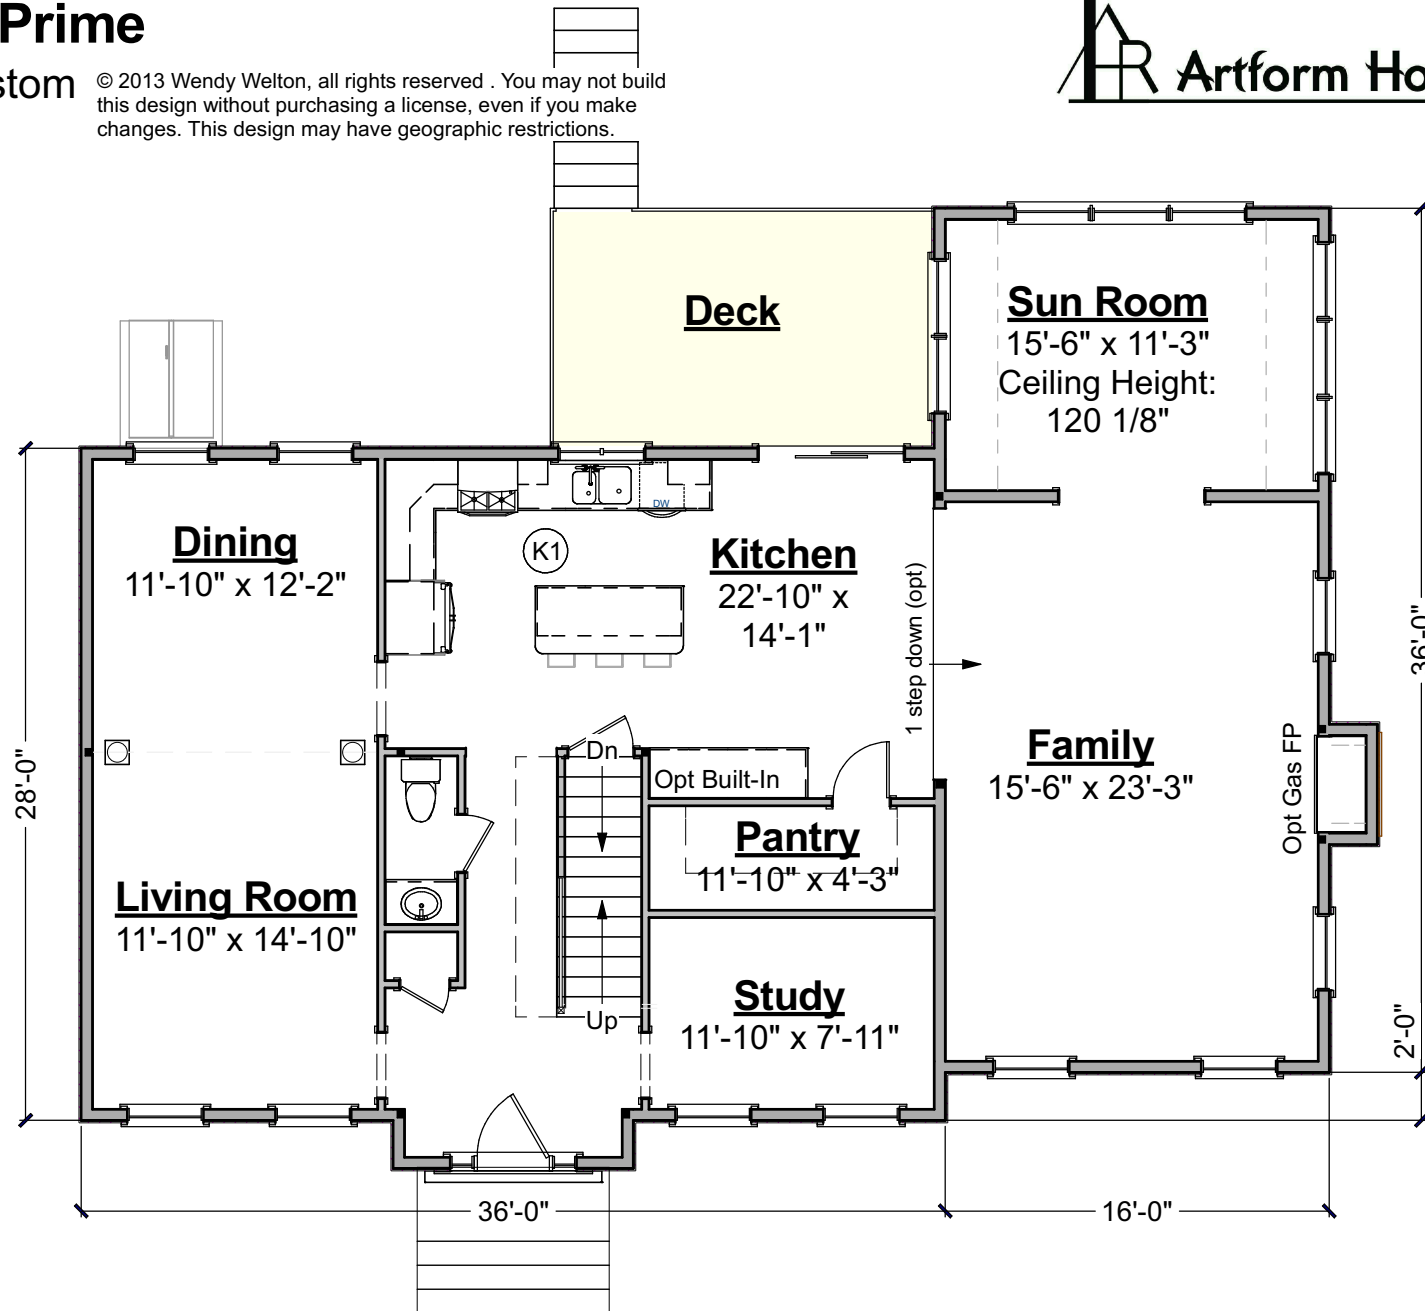 Prime
stom
© 2013 Wendy Welton, all rights reserved . You may not build
this design without purchasing a license, even if you make
changes. This design may have geographic restrictions.
AHR Artform Ho
Deck
Sun Room
15'-6" x 11'-3"
Ceiling Height:
120 1/8"
Dining
11'-10" x 12'-2"
DW
K1
Kitchen
22'-10" x
14'-1"
1 step down (opt)
36'-0"
28'-0"
Dn
Opt Built-In
Family
15'-6" x 23'-3"
Opt Gas FP
Pantry
11'-10" x 4'-3"
Living Room
11'-10" x 14'-10"
Study
11'-10" x 7'-11"
Up
2'-0"
36'-0"
16'-0"